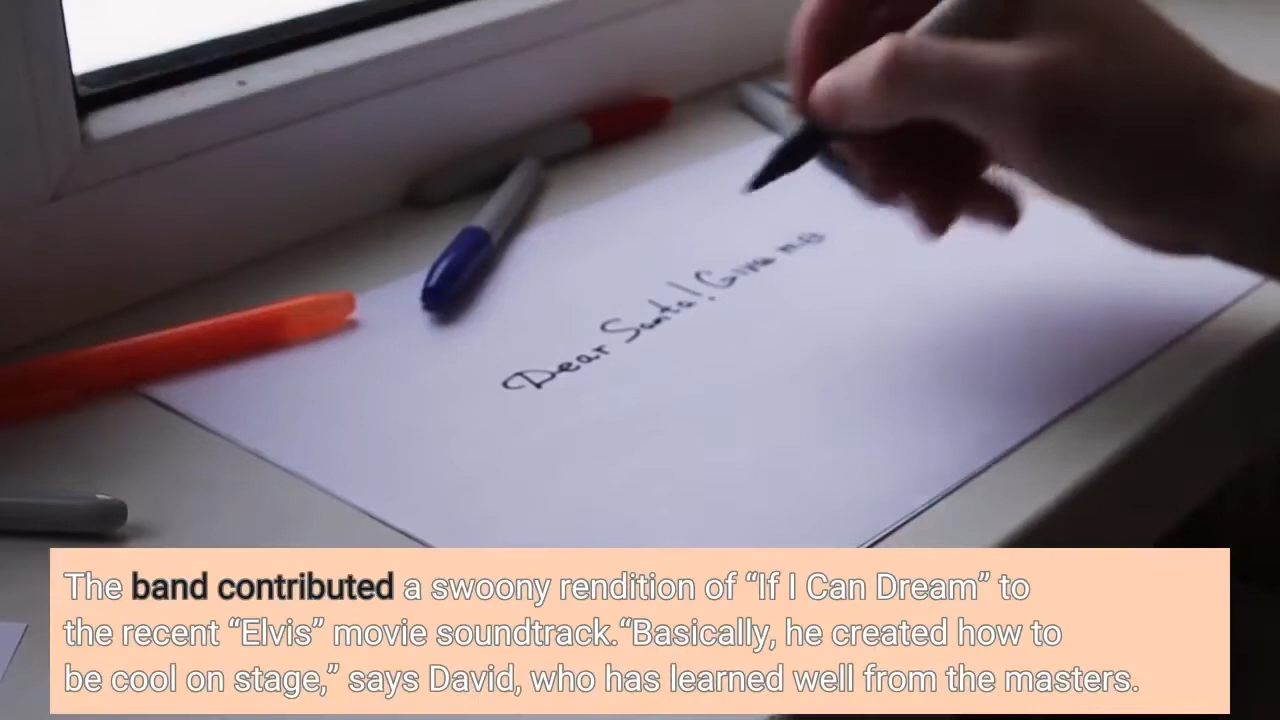 Dear Santa! Give me
The band contributed a swoony rendition of “If I Can Dream” to
the recent “Elvis” movie soundtrack.“Basically, he created how to
be cool on stage,” says David, who has learned well from the masters.